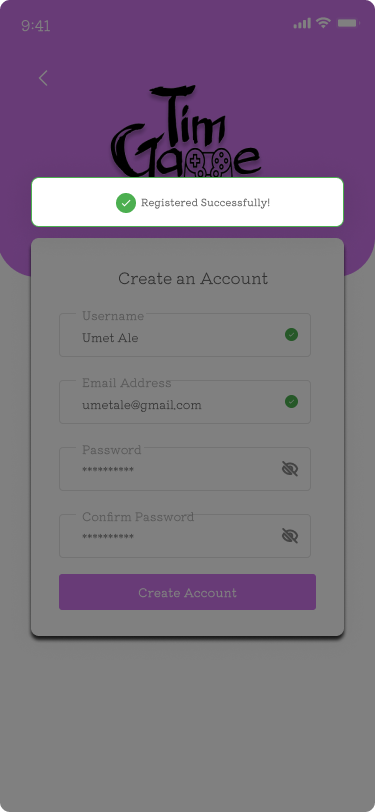 9:41
Tim
Game
Registered Successfully!
Create an Account
Username
Umet Ale
Email Address
umetale@gmail.com
Password
**********
Confirm Password
**********
Create Account